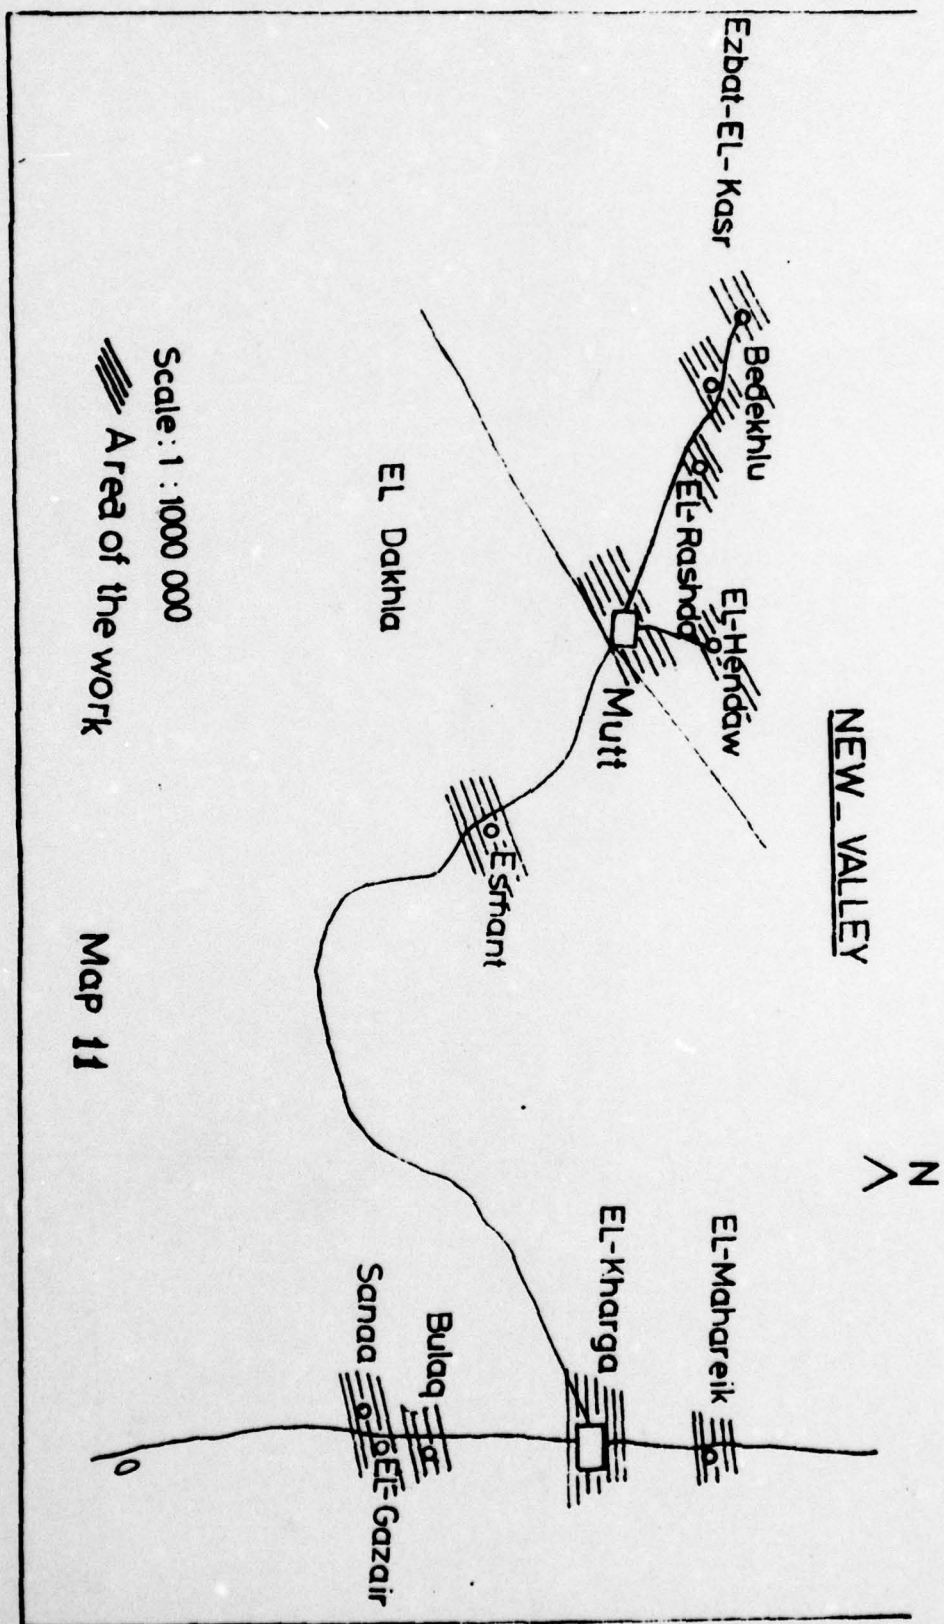 NEW_VALLEY
N
Ezbat-EL-Kasr
Bedekhlu
EL-Rashda
EL-Hendaw
Mutt
EL Dakhla
Esmant
EL-Mahareik
EL-Kharga
Bulaq
Sanaa
EL-Gazair
Scale: 1 : 1000 000
Area of the work
Map 11